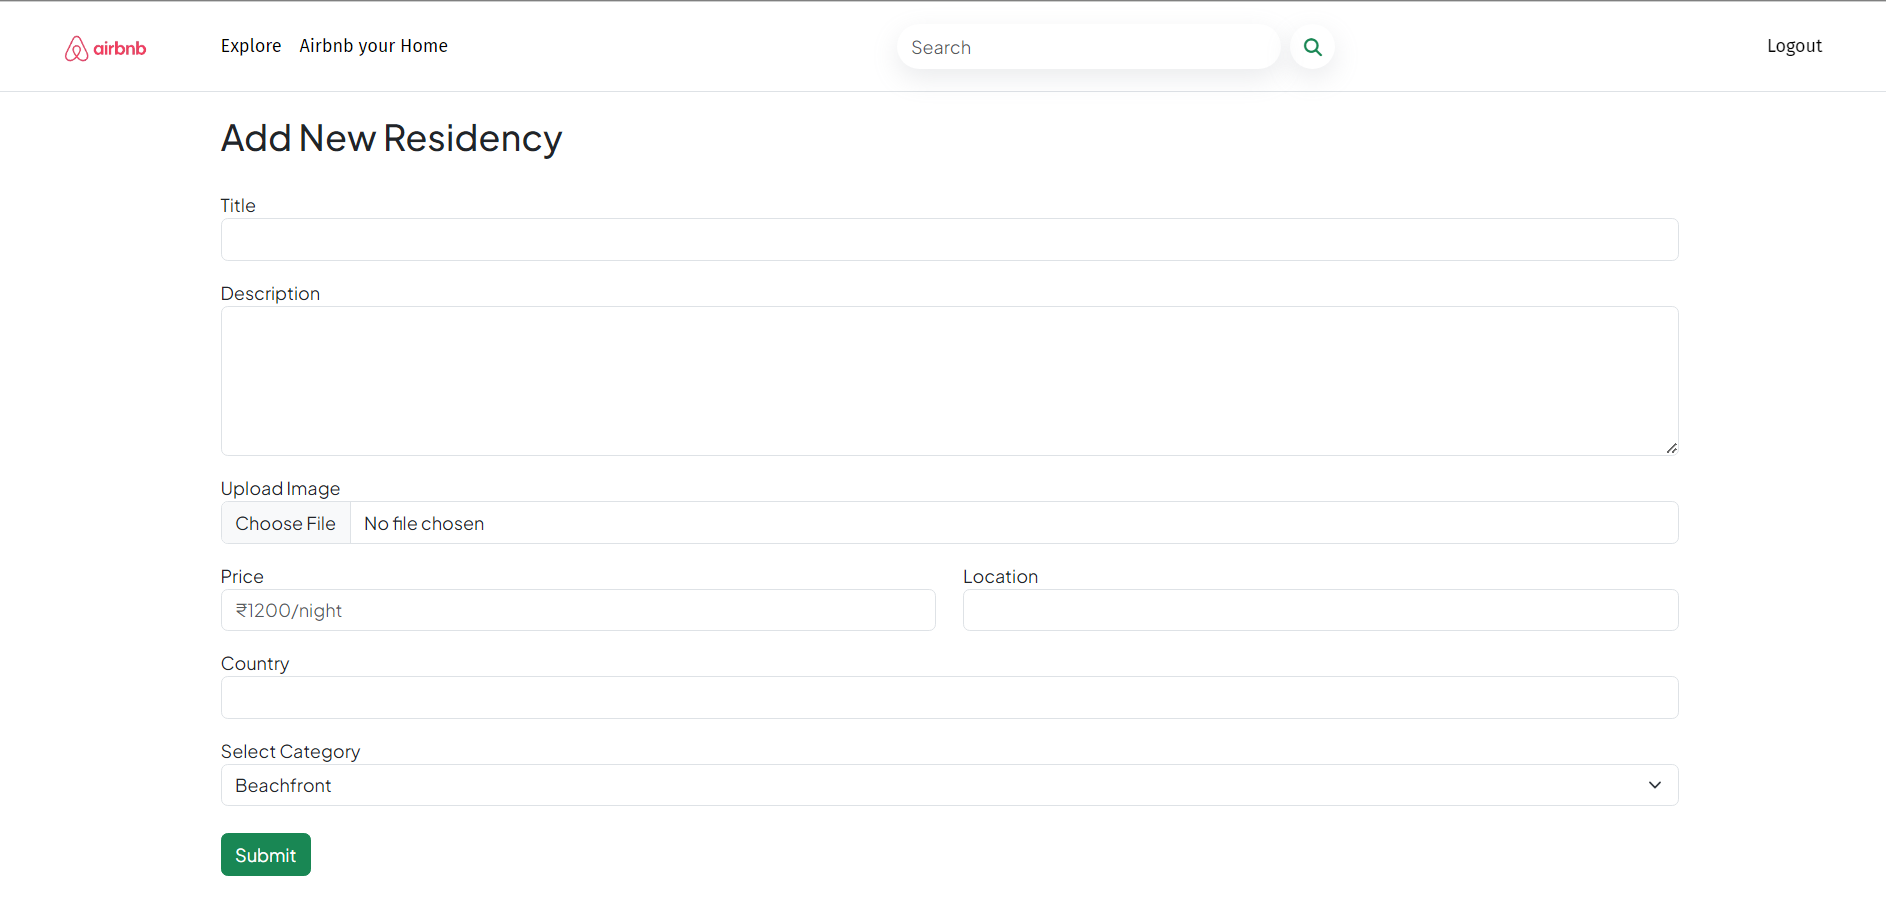 airbnb Explore Airbnb your Home Search Logout
Add New Residency
Title
Description
Upload Image
Choose File No file chosen
Price Location
₹1200/night
Country
Select Category
Beachfront
Submit